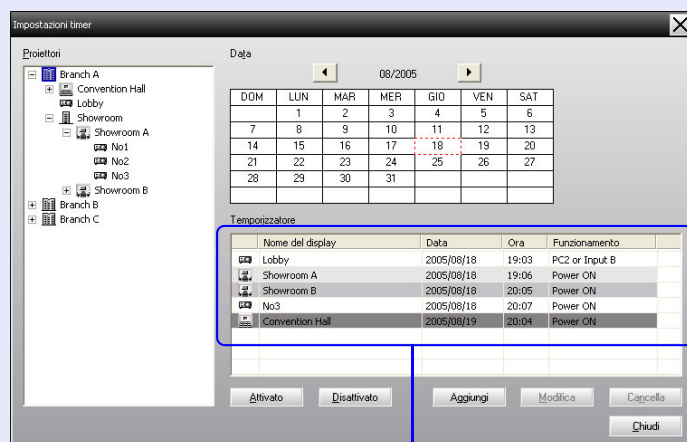 Impostazioni timer
Proiettori
Branch A
Convention Hall
Lobby
Showroom
Showroom A
No1
No2
No3
Showroom B
Branch B
Branch C
Data
08/2005
DOM LUN MAR MER GIO VEN SAT
1 2 3 4 5 6
7 8 9 10 11 12 13
14 15 16 17 18 19 20
21 22 23 24 25 26 27
28 29 30 31
Temporizzatore
Nome del display Data Ora Funzionamento
Lobby 2005/08/18 19:03 PC2 or Input B
Showroom A 2005/08/18 19:06 Power ON
Showroom B 2005/08/18 20:05 Power ON
No3 2005/08/18 20:07 Power ON
Convention Hall 2005/08/19 20:04 Power ON
Attivato Disattivato Aggiungi Modifica Cancella
Chiudi